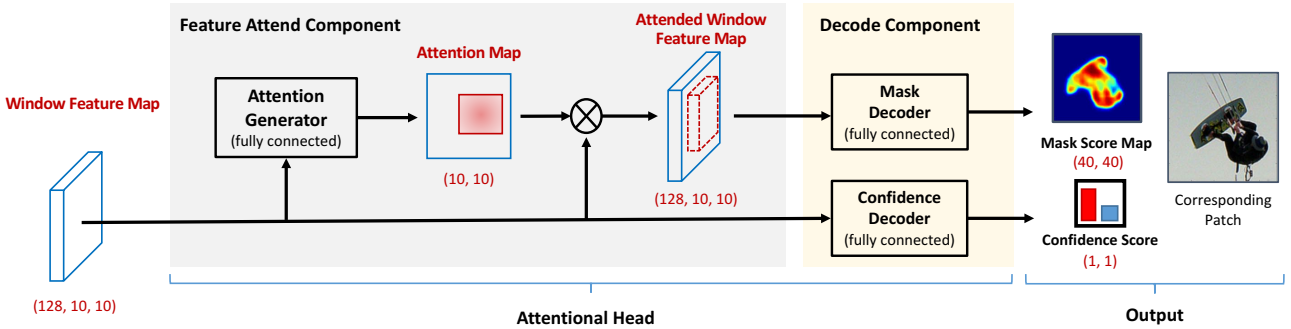 Window Feature Map
(128, 10, 10)
Feature Attend Component
Attention
Generator
(fully connected)
Attention Map
(10, 10)
Attended Window
Feature Map
(128, 10, 10)
Decode Component
Mask
Decoder
(fully connected)
Confidence
Decoder
(fully connected)
Mask Score Map
(40, 40)
Confidence Score
(1, 1)
Corresponding
Patch
Attentional Head
Output